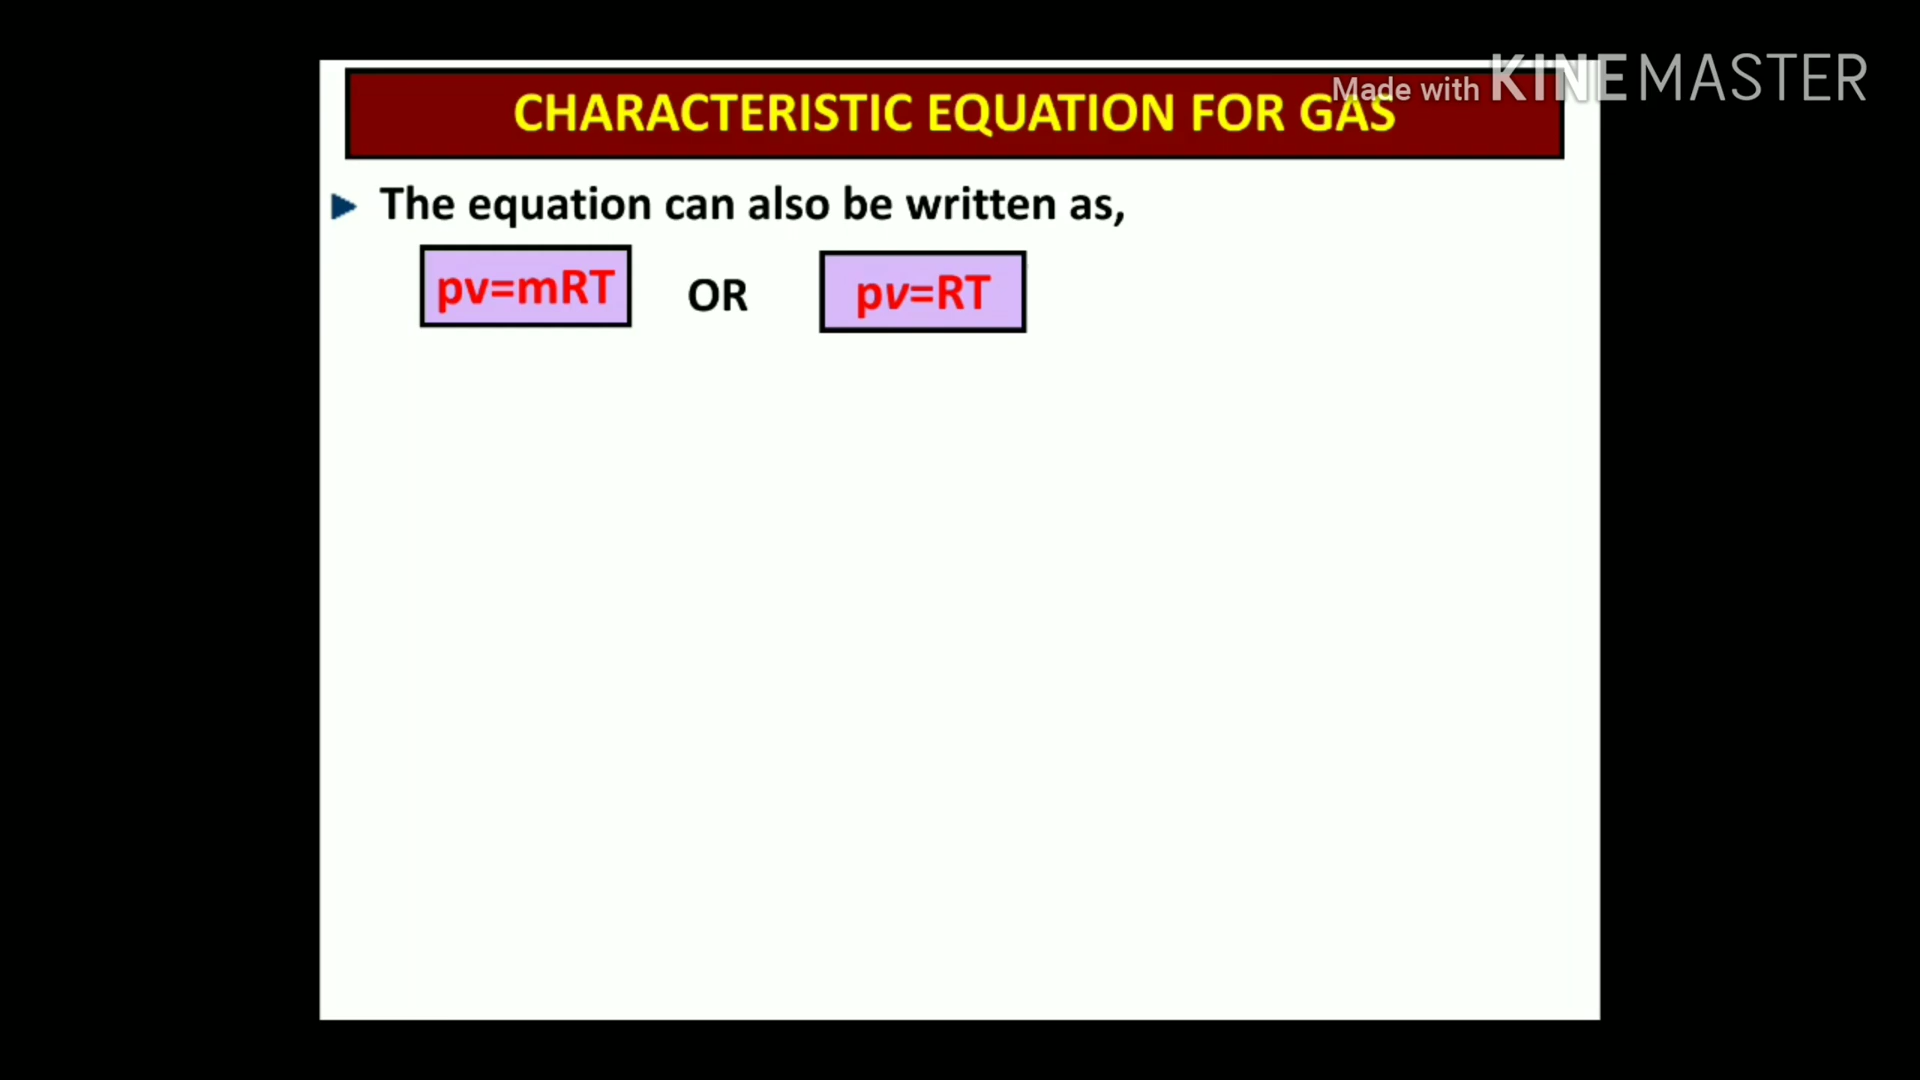 Made with KINEMASTER
CHARACTERISTIC EQUATION FOR GAS
The equation can also be written as,
pv=mRT OR pv=RT